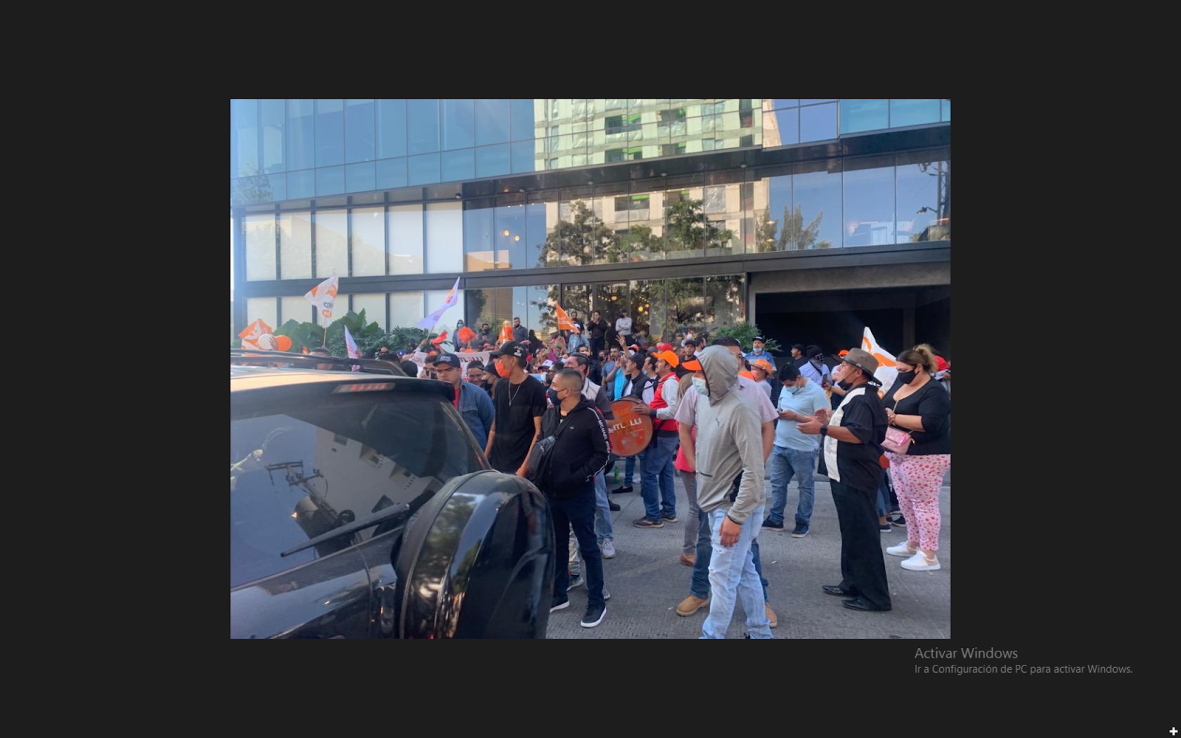 Activar Windows
Ir a Configuración de PC para activar Windows.